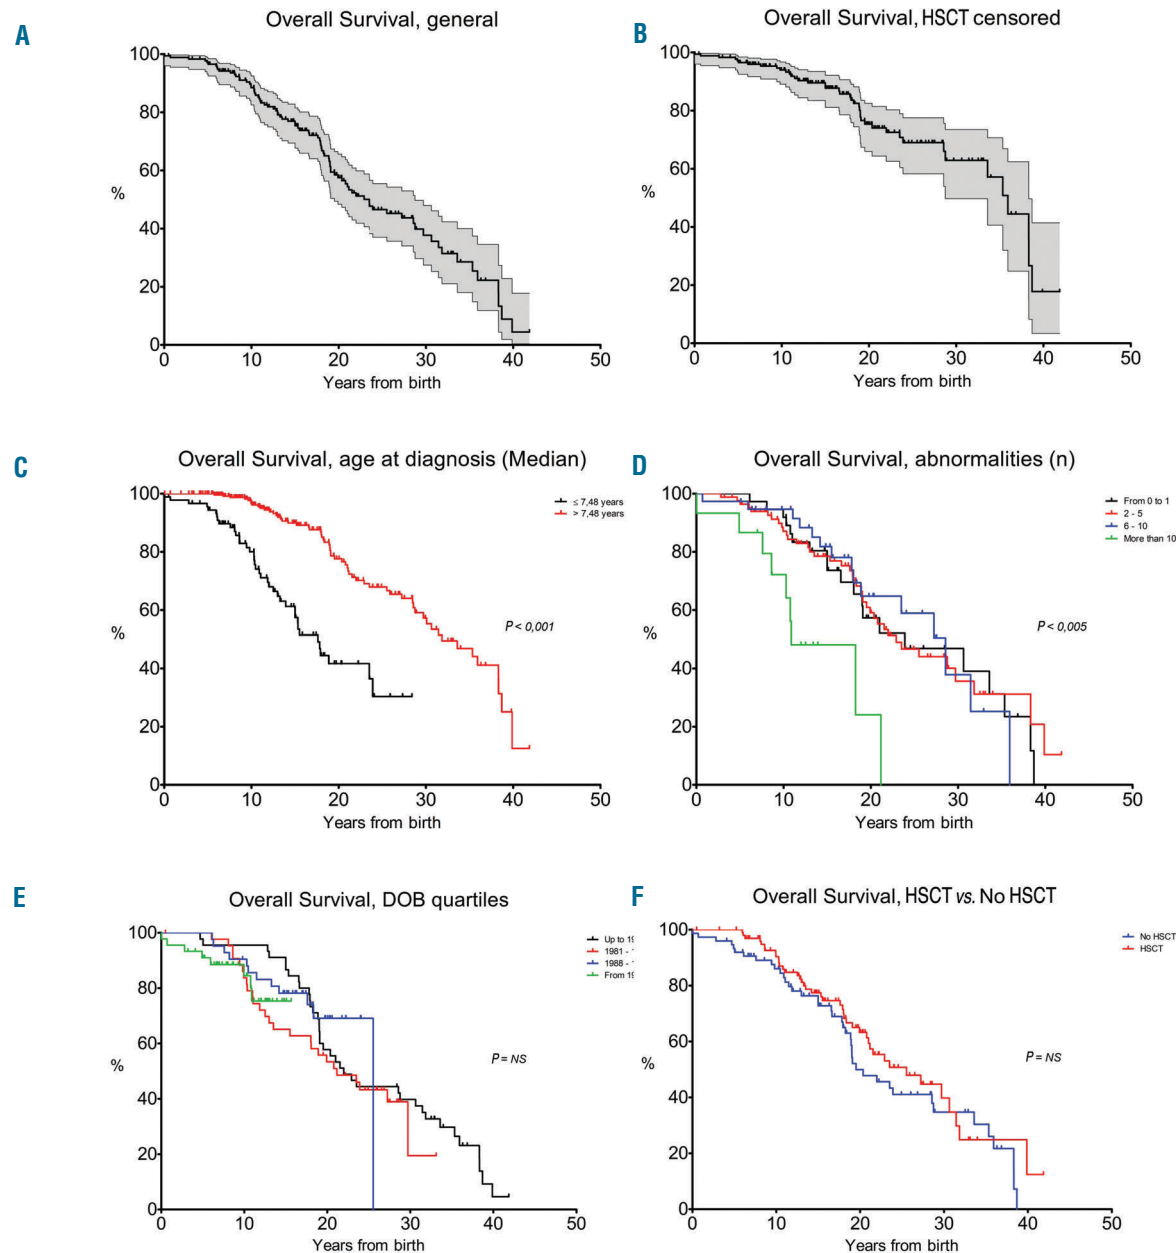 A
Overall Survival, general
100
80
60
%
40
20
0
0 10 20 30 40 50
Years from birth
B
Overall Survival, HSCT censored
100
80
60
%
40
20
0
0 10 20 30 40 50
Years from birth
C
Overall Survival, age at diagnosis (Median)
100
≤ 7,48 years
> 7,48 years
80
60
%
P < 0,001
40
20
0
0 10 20 30 40 50
Years from birth
D
Overall Survival, abnormalities (n)
100
From 0 to 1
2 - 5
6 - 10
More than 10
80
60
%
P < 0,005
40
20
0
0 10 20 30 40 50
Years from birth
E
Overall Survival, DOB quartiles
100
Up to 19
1981 -
1988 -
From 19
80
60
%
P = NS
40
20
0
0 10 20 30 40 50
Years from birth
F
Overall Survival, HSCT vs. No HSCT
100
No HSCT
HSCT
80
60
%
P = NS
40
20
0
0 10 20 30 40 50
Years from birth